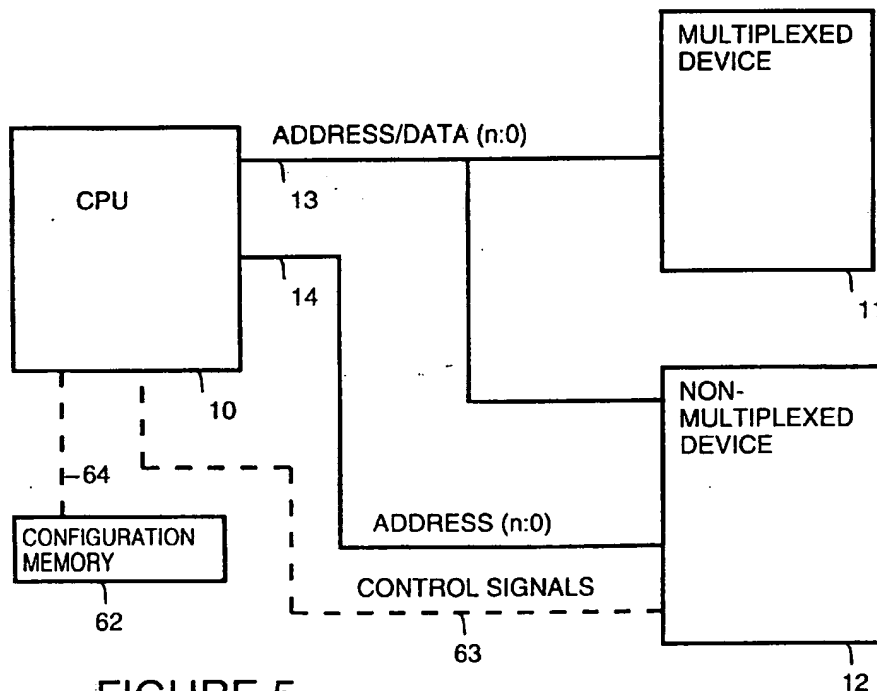 MULTIPLEXED
DEVICE
ADDRESS/DATA (n:0)
CPU
13
14
11
10
NON-
MULTIPLEXED
DEVICE
64
CONFIGURATION
MEMORY
ADDRESS (n:0)
CONTROL SIGNALS
62
63
12
FIGURE 5